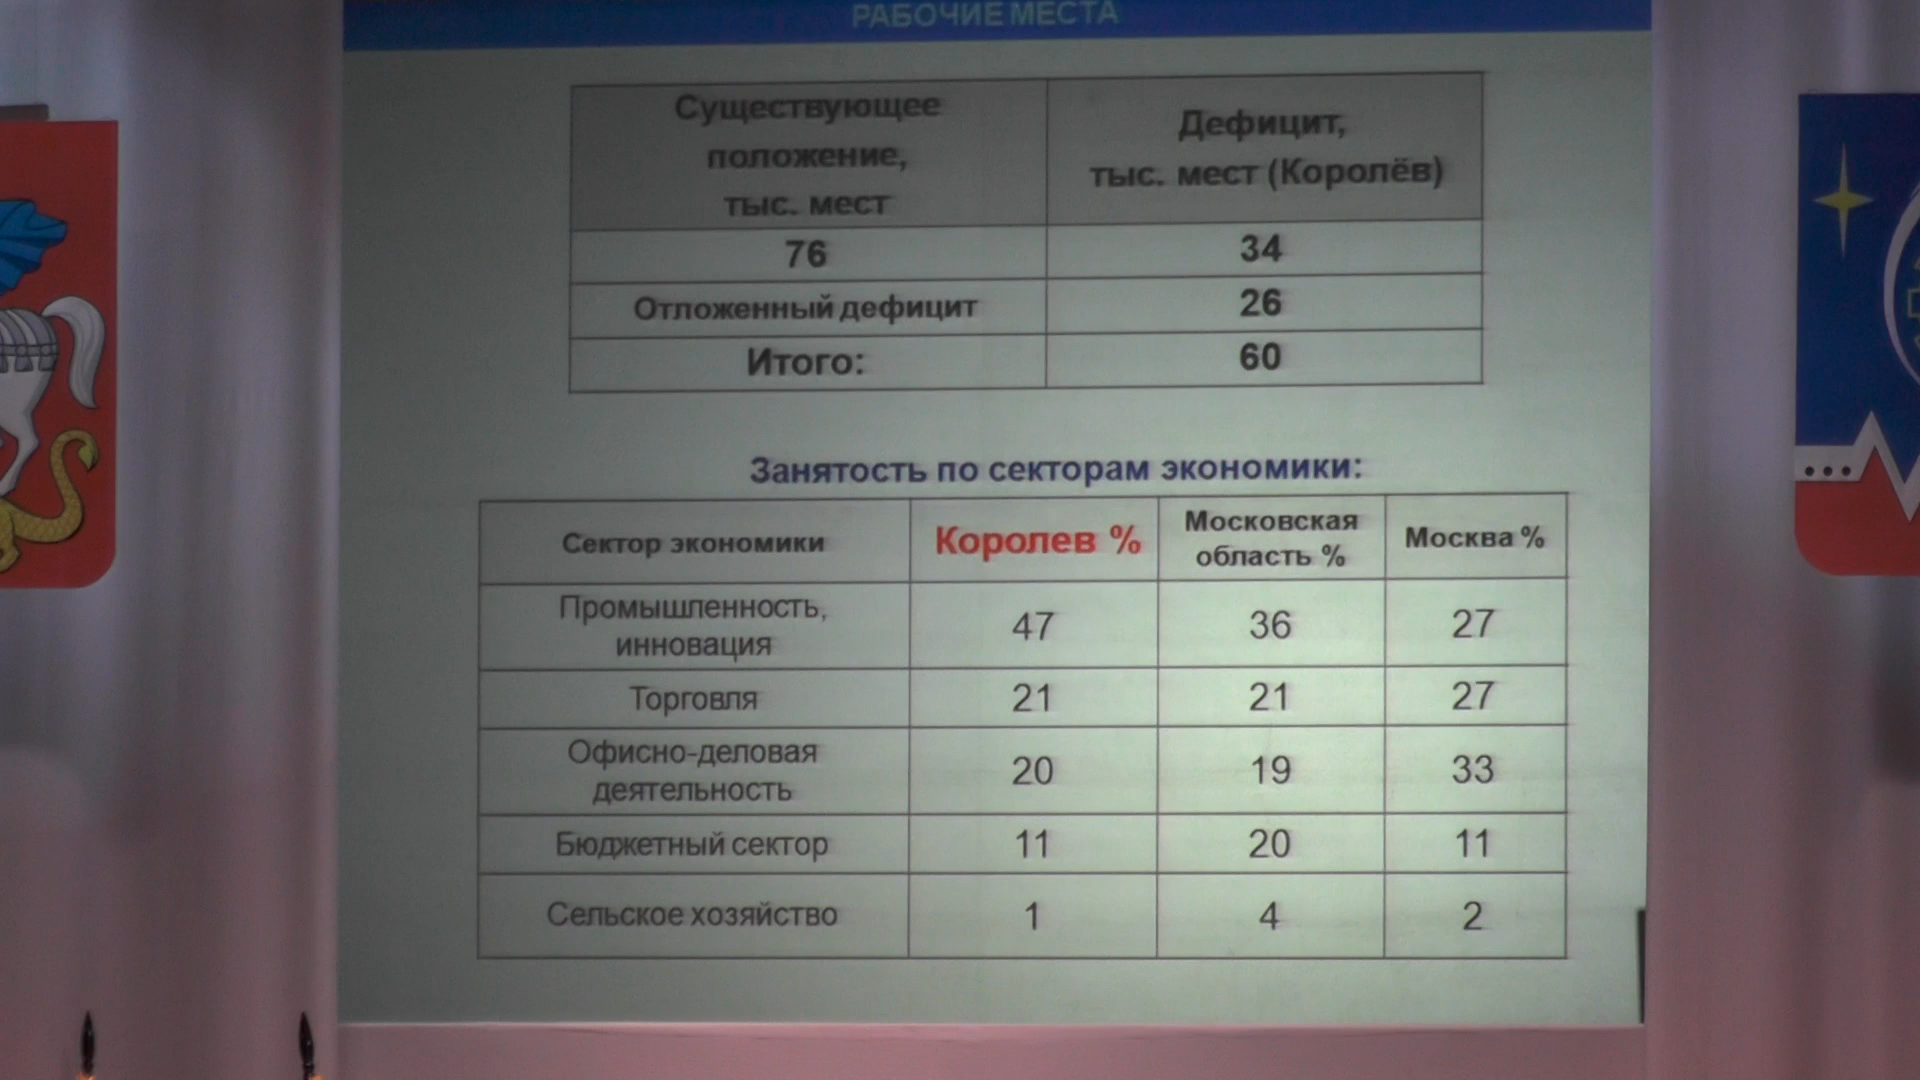 РАБОЧИЕ МЕСТА
Существующее
положение,
тыс. мест
Дефицит,
тыс. мест (Королёв)
76
34
Отложенный дефицит
26
Итого:
60
Занятость по секторам экономики:
Сектор экономики
Королев %
Московская
область %
Москва %
Промышленность,
инновация
47
36
27
Торговля
21
21
27
Офисно-деловая
деятельность
20
19
33
Бюджетный сектор
11
20
11
Сельское хозяйство
1
4
2